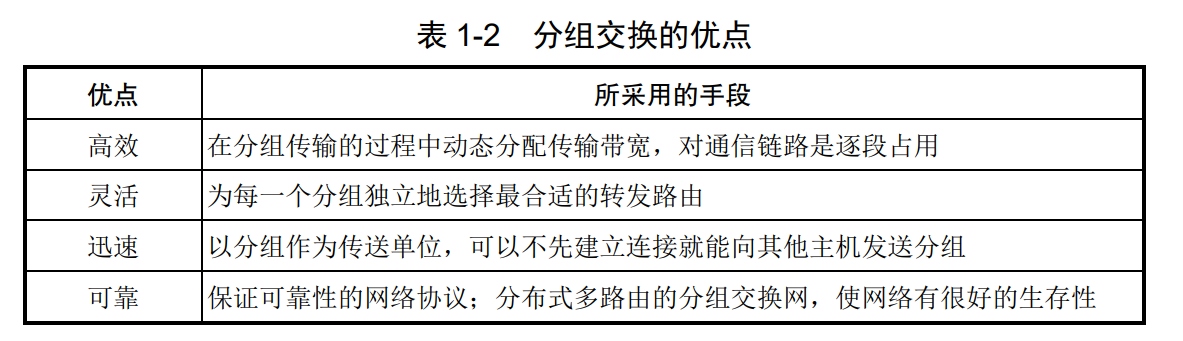 表 1-2 分组交换的优点
优点 所采用的手段
高效 在分组传输的过程中动态分配传输带宽，对通信链路是逐段占用
灵活 为每一个分组独立地选择最合适的转发路由
迅速 以分组作为传送单位，可以不先建立连接就能向其他主机发送分组
可靠 保证可靠性的网络协议；分布式多路由的分组交换网，使网络有很好的生存性